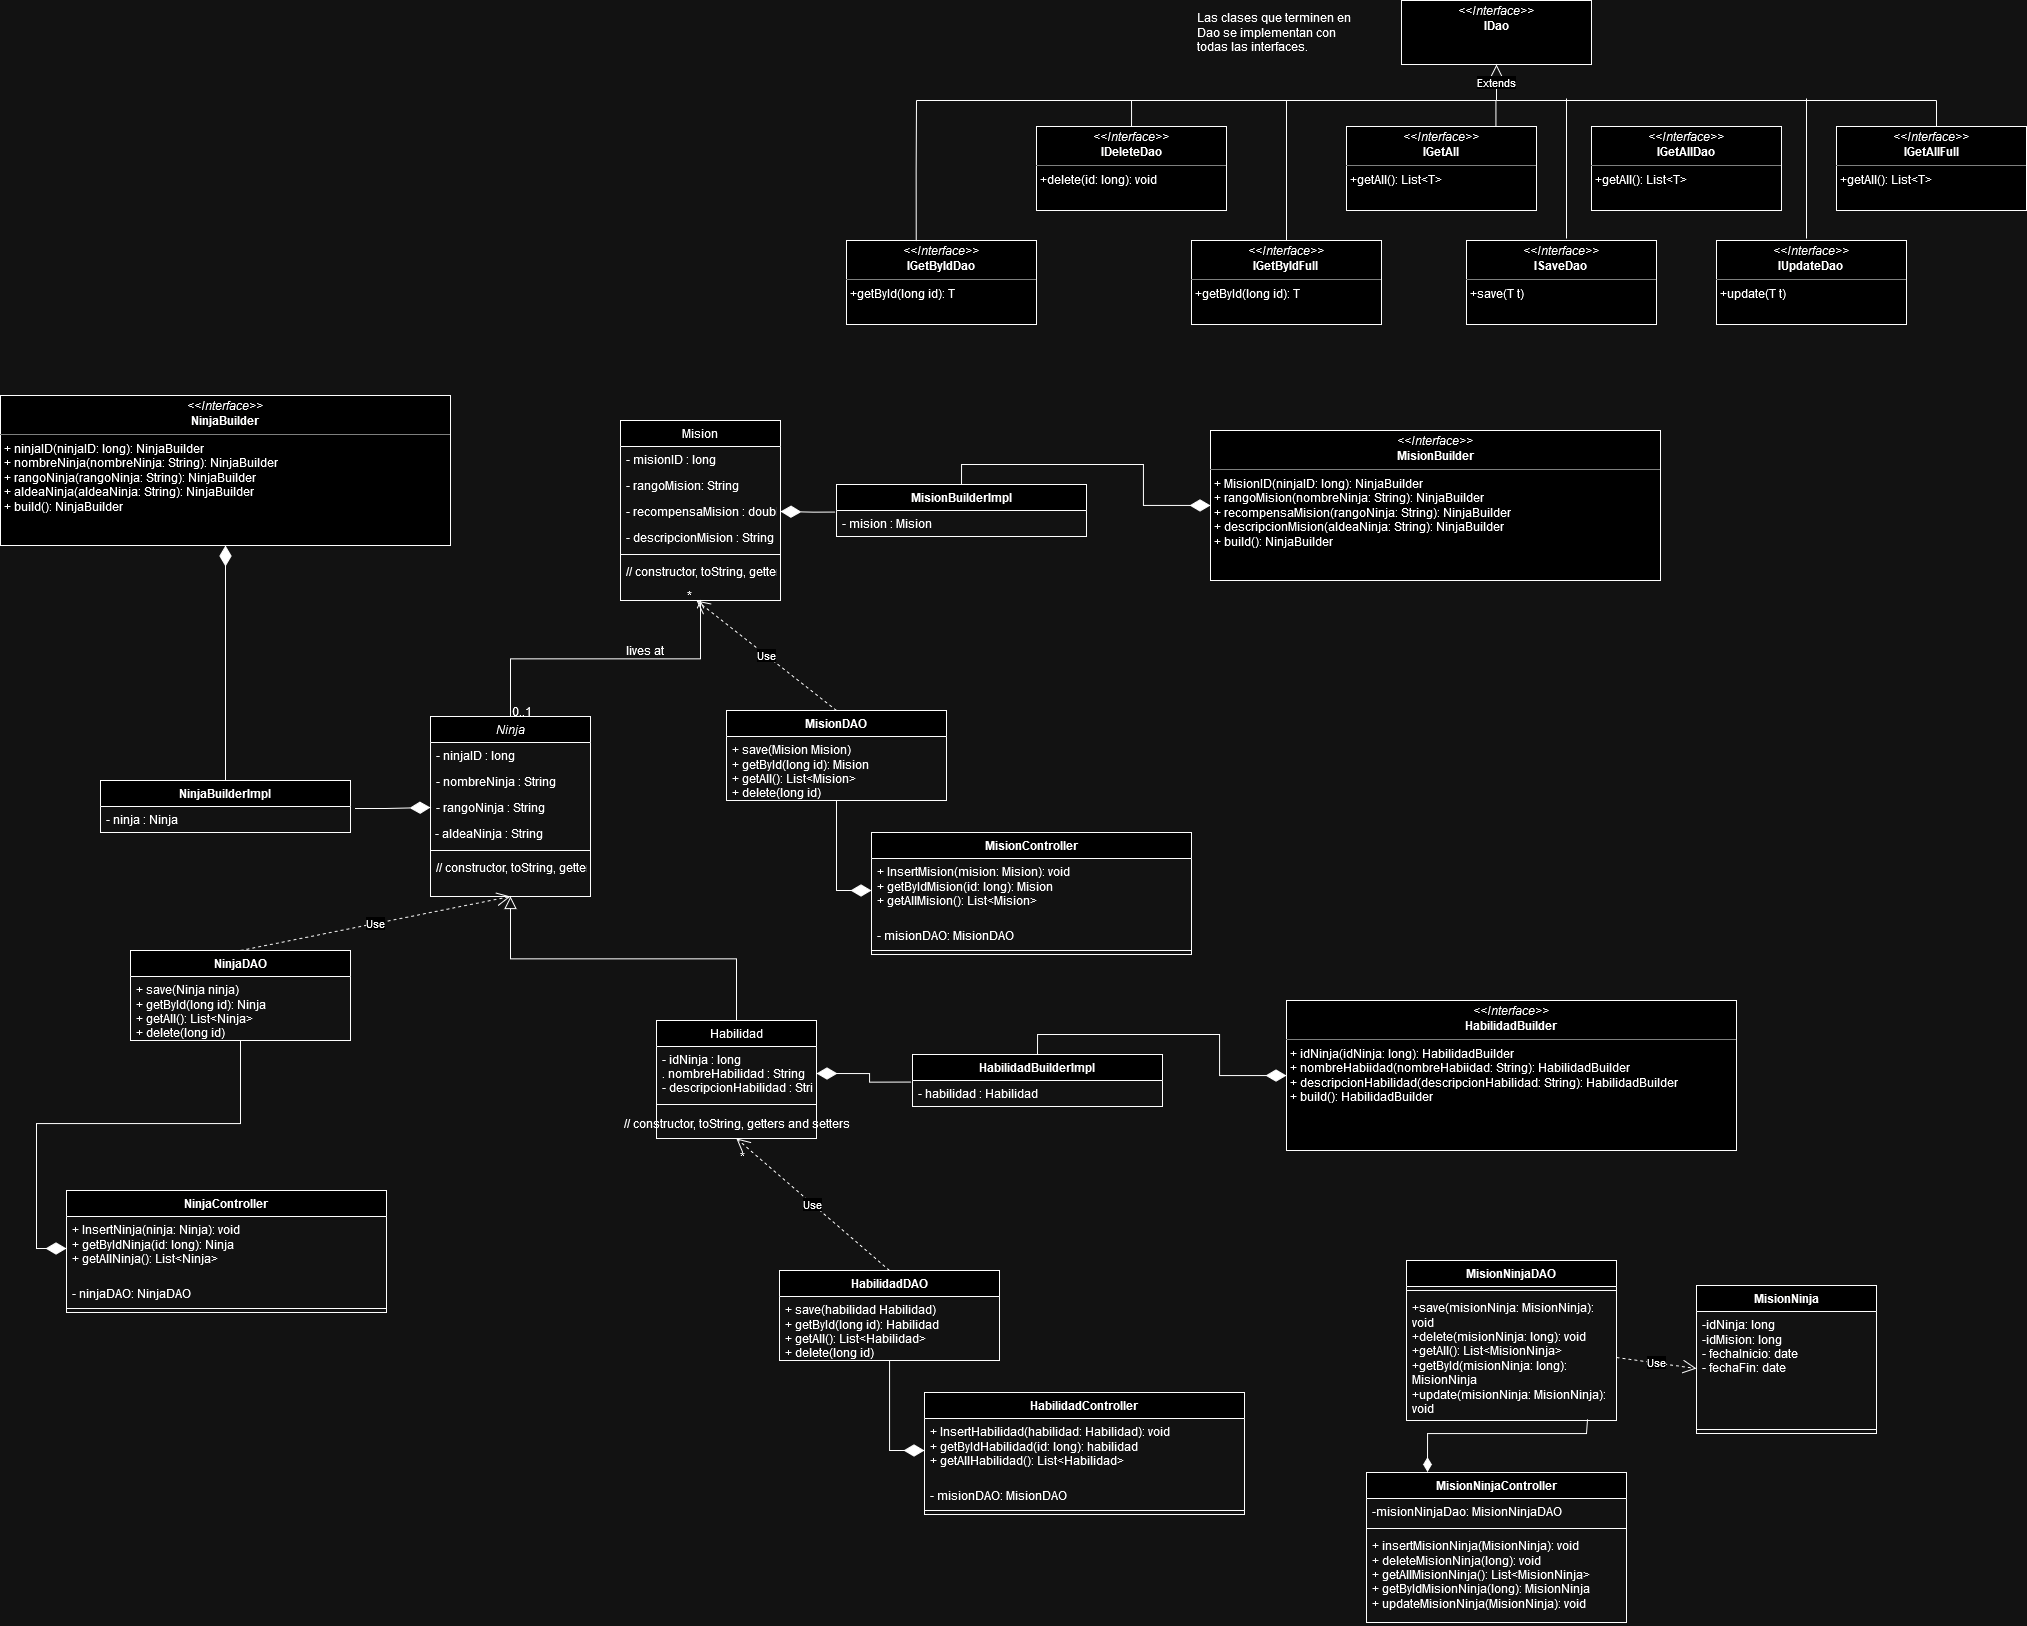 Las clases que terminen en
Dao se implementan con
todas las interfaces.
<<Interface>>
IDao
Extends
<<Interface>>
IDeleteDao
+delete(id: long): void
<<Interface>>
IGetAll
+getAll(): List<T>
<<Interface>>
IGetAllDao
+getAll(): List<T>
<<Interface>>
IGetAllFull
+getAll(): List<T>
<<Interface>>
IGetByIdDao
+getById(long id): T
<<Interface>>
IGetByIdFull
+getById(long id): T
<<Interface>>
ISaveDao
+save(T t)
<<Interface>>
IUpdateDao
+update(T t)
<<Interface>>
NinjaBuilder
+ ninjaID(ninjaID: long): NinjaBuilder
+ nombreNinja(nombreNinja: String): NinjaBuilder
+ rangoNinja(rangoNinja: String): NinjaBuilder
+ aldeaNinja(aldeaNinja: String): NinjaBuilder
+ build(): NinjaBuilder
Mision
- misionID : long
- rangoMision: String
- recompensaMision : doub
- descripcionMision : String
// constructor, toString, gette
*
MisionBuilderImpl
- mision : Mision
<<Interface>>
MisionBuilder
+ MisionID(ninjaID: long): NinjaBuilder
+ rangoMision(nombreNinja: String): NinjaBuilder
+ recompensaMision(rangoNinja: String): NinjaBuilder
+ descripcionMision(aldeaNinja: String): NinjaBuilder
+ build(): NinjaBuilder
lives at
Use
0..1
Ninja
- ninjaID : long
- nombreNinja : String
- rangoNinja : String
- aldeaNinja : String
// constructor, toString, gette
MisionDAO
+ save(Mision Mision)
+ getById(long id): Mision
+ getAll(): List<Mision>
+ delete(long id)
NinjaBuilderImpl
- ninja : Ninja
MisionController
+ InsertMision(mision: Mision): void
+ getByIdMision(id: long): Mision
+ getAllMision(): List<Mision>
- misionDAO: MisionDAO
Use
NinjaDAO
+ save(Ninja ninja)
+ getById(long id): Ninja
+ getAll(): List<Ninja>
+ delete(long id)
Habilidad
- idNinja : long
. nombreHabilidad : String
- descripcionHabilidad : Stri
// constructor, toString, getters and setters
*
HabilidadBuilderImpl
- habilidad : Habilidad
<<Interface>>
HabilidadBuilder
+ idNinja(idNinja: long): HabilidadBuilder
+ nombreHabiidad(nombreHabiidad: String): HabilidadBuilder
+ descripcionHabilidad(descripcionHabilidad: String): HabilidadBuilder
+ build(): HabilidadBuilder
Use
NinjaController
+ InsertNinja(ninja: Ninja): void
+ getByIdNinja(id: long): Ninja
+ getAllNinja(): List<Ninja>
- ninjaDAO: NinjaDAO
HabilidadDAO
+ save(habilidad Habilidad)
+ getById(long id): Habilidad
+ getAll(): List<Habilidad>
+ delete(long id)
HabilidadController
+ InsertHabilidad(habilidad: Habilidad): void
+ getByIdHabilidad(id: long): habilidad
+ getAllHabilidad(): List<Habilidad>
- misionDAO: MisionDAO
MisionNinjaDAO
+save(misionNinja: MisionNinja):
void
+delete(misionNinja: long): void
+getAll(): List<MisionNinja>
+getById(misionNinja: long):
MisionNinja
+update(misionNinja: MisionNinja):
void
Use
MisionNinja
-idNinja: long
-idMision: long
- fechaInicio: date
- fechaFin: date
MisionNinjaController
-misionNinjaDao: MisionNinjaDAO
+ insertMisionNinja(MisionNinja): void
+ deleteMisionNinja(long): void
+ getAllMisionNinja(): List<MisionNinja>
+ getByIdMisionNinja(long): MisionNinja
+ updateMisionNinja(MisionNinja): void